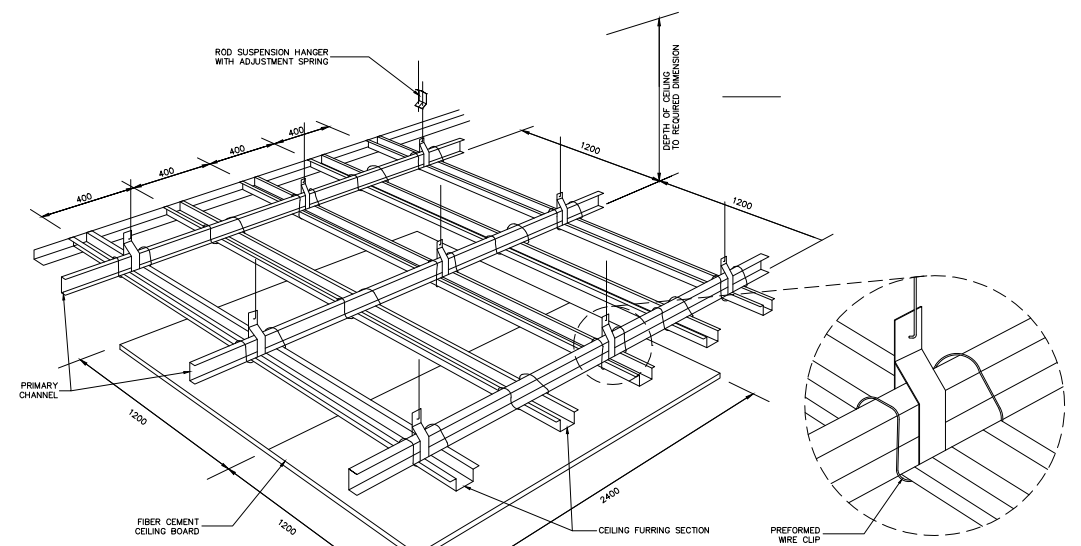 ROD SUSPENSION HANGER
WITH ADJUSTMENT SPRING
DEPTH OF CEILING
TO REQUIRED DIMENSION
400
400
400
400
1200
1200
PRIMARY
CHANNEL
1200
1200
2400
FIBER CEMENT
CEILING BOARD
CEILING FURRING SECTION
PREFORMED
WIRE CLIP